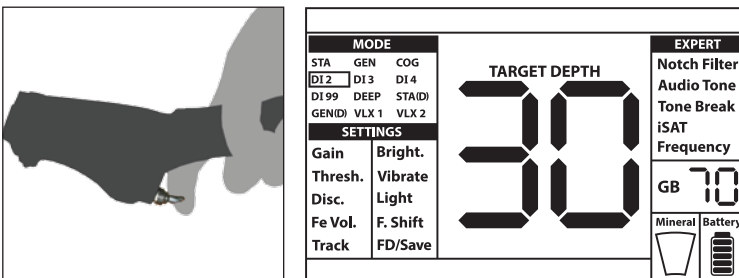 MODE
STA GEN COG
DI 2 DI 3 DI 4
DI 99 DEEP STA(D)
GEN(D) VLX 1 VLX 2
SETTINGS
Gain Bright.
Thresh. Vibrate
Disc. Light
Fe Vol. F. Shift
Track FD/Save
TARGET DEPTH
30
EXPERT
Notch Filter
Audio Tone
Tone Break
iSAT
Frequency
GB 70
Mineral Battery